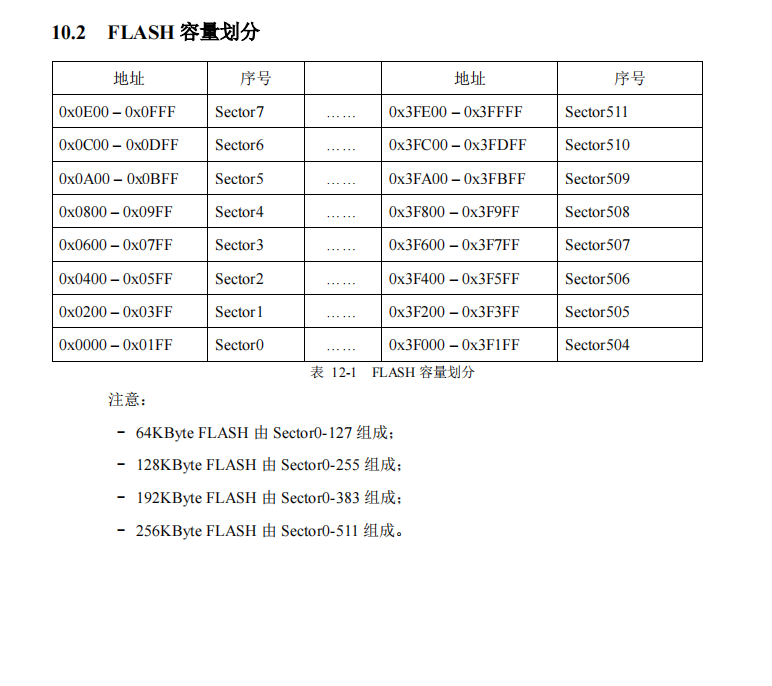 10.2 FLASH 容量划分
地址 序号 地址 序号
0x0E00 – 0x0FFF Sector7 …… 0x3FE00 – 0x3FFFF Sector511
0x0C00 – 0x0DFF Sector6 …… 0x3FC00 – 0x3FDFF Sector510
0x0A00 – 0x0BFF Sector5 …… 0x3FA00 – 0x3FBFF Sector509
0x0800 – 0x09FF Sector4 …… 0x3F800 – 0x3F9FF Sector508
0x0600 – 0x07FF Sector3 …… 0x3F600 – 0x3F7FF Sector507
0x0400 – 0x05FF Sector2 …… 0x3F400 – 0x3F5FF Sector506
0x0200 – 0x03FF Sector1 …… 0x3F200 – 0x3F3FF Sector505
0x0000 – 0x01FF Sector0 …… 0x3F000 – 0x3F1FF Sector504
表 12-1 FLASH 容量划分
注意：
– 64KByte FLASH 由 Sector0-127 组成；
– 128KByte FLASH 由 Sector0-255 组成；
– 192KByte FLASH 由 Sector0-383 组成；
– 256KByte FLASH 由 Sector0-511 组成。